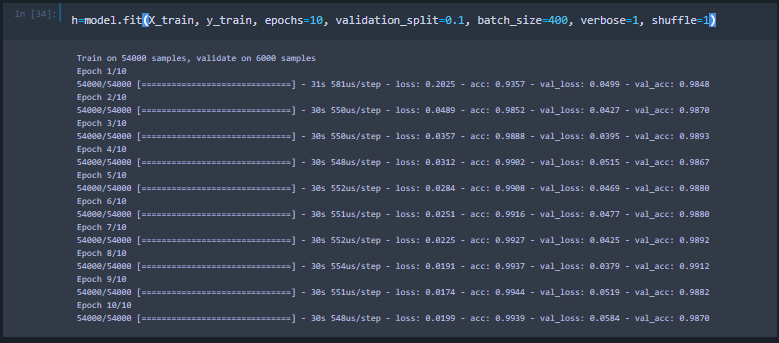 In [34]: h=model.fit(X_train, y_train, epochs=10, validation_split=0.1, batch_size=400, verbose=1, shuffle=1)
Train on 54000 samples, validate on 6000 samples
Epoch 1/10
54000/54000 [==============================] - 31s 581us/step - loss: 0.2025 - acc: 0.9357 - val_loss: 0.0499 - val_acc: 0.9848
Epoch 2/10
54000/54000 [==============================] - 30s 550us/step - loss: 0.0489 - acc: 0.9852 - val_loss: 0.0427 - val_acc: 0.9870
Epoch 3/10
54000/54000 [==============================] - 30s 550us/step - loss: 0.0357 - acc: 0.9888 - val_loss: 0.0395 - val_acc: 0.9893
Epoch 4/10
54000/54000 [==============================] - 30s 548us/step - loss: 0.0312 - acc: 0.9902 - val_loss: 0.0515 - val_acc: 0.9867
Epoch 5/10
54000/54000 [==============================] - 30s 552us/step - loss: 0.0284 - acc: 0.9908 - val_loss: 0.0469 - val_acc: 0.9880
Epoch 6/10
54000/54000 [==============================] - 30s 551us/step - loss: 0.0251 - acc: 0.9916 - val_loss: 0.0477 - val_acc: 0.9880
Epoch 7/10
54000/54000 [==============================] - 30s 552us/step - loss: 0.0225 - acc: 0.9927 - val_loss: 0.0425 - val_acc: 0.9892
Epoch 8/10
54000/54000 [==============================] - 30s 554us/step - loss: 0.0191 - acc: 0.9937 - val_loss: 0.0379 - val_acc: 0.9912
Epoch 9/10
54000/54000 [==============================] - 30s 551us/step - loss: 0.0174 - acc: 0.9944 - val_loss: 0.0519 - val_acc: 0.9882
Epoch 10/10
54000/54000 [==============================] - 30s 548us/step - loss: 0.0199 - acc: 0.9939 - val_loss: 0.0584 - val_acc: 0.9870